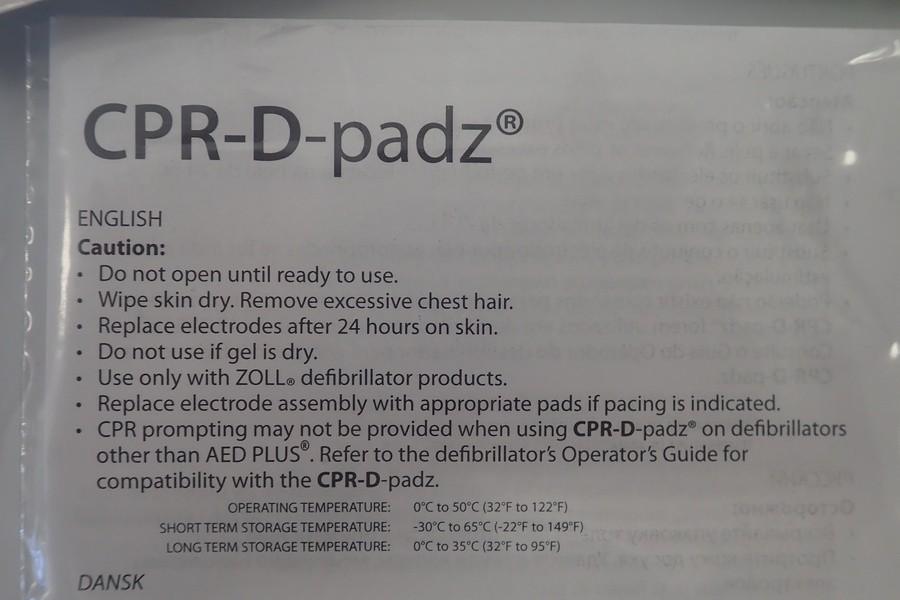 CPR-D-padz®
ENGLISH
Caution:
• Do not open until ready to use.
• Wipe skin dry. Remove excessive chest hair.
• Replace electrodes after 24 hours on skin.
• Do not use if gel is dry.
• Use only with ZOLL® defibrillator products.
• Replace electrode assembly with appropriate pads if pacing is indicated.
• CPR prompting may not be provided when using CPR-D-padz® on defibrillators
other than AED PLUS®. Refer to the defibrillator's Operator's Guide for
compatibility with the CPR-D-padz.
OPERATING TEMPERATURE: 0°C to 50°C (32°F to 122°F)
SHORT TERM STORAGE TEMPERATURE: -30°C to 65°C (-22°F to 149°F)
LONG TERM STORAGE TEMPERATURE: 0°C to 35°C (32°F to 95°F)
DANSK